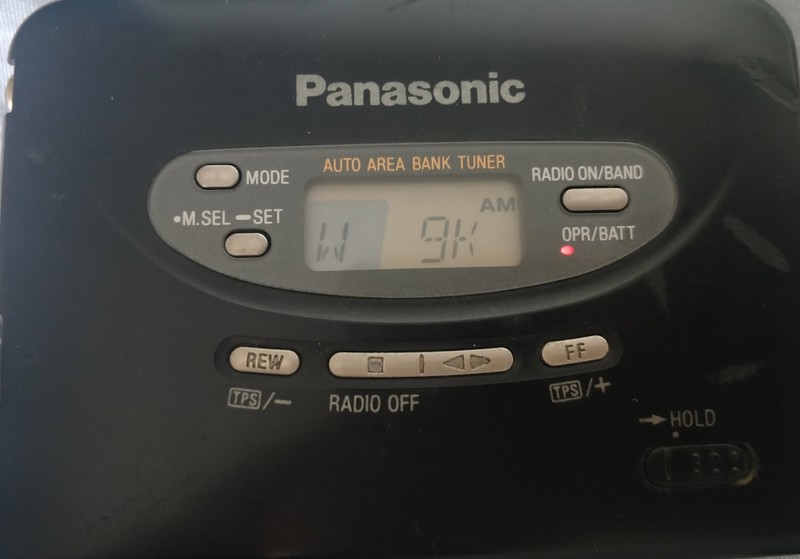 Panasonic
AUTO AREA BANK TUNER
MODE
RADIO ON/BAND
•M.SEL —SET
AM
W 9K
OPR/BATT
REW
FF
TPS/—
RADIO OFF
TPS/+
HOLD